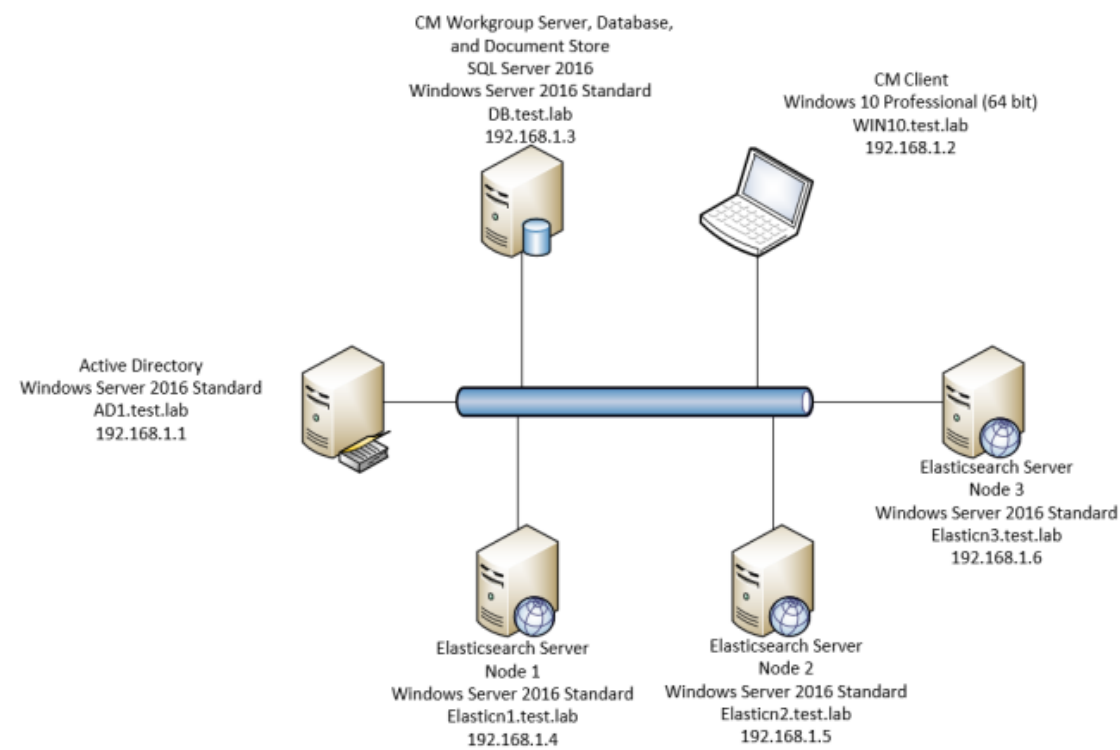 CM Workgroup Server, Database,
and Document Store
SQL Server 2016
Windows Server 2016 Standard
DB.test.lab
192.168.1.3
CM Client
Windows 10 Professional (64 bit)
WIN10.test.lab
192.168.1.2
Active Directory
Windows Server 2016 Standard
AD1.test.lab
192.168.1.1
Elasticsearch Server
Node 3
Windows Server 2016 Standard
Elasticn3.test.lab
192.168.1.6
Elasticsearch Server
Node 1
Windows Server 2016 Standard
Elasticn1.test.lab
192.168.1.4
Elasticsearch Server
Node 2
Windows Server 2016 Standard
Elasticn2.test.lab
192.168.1.5